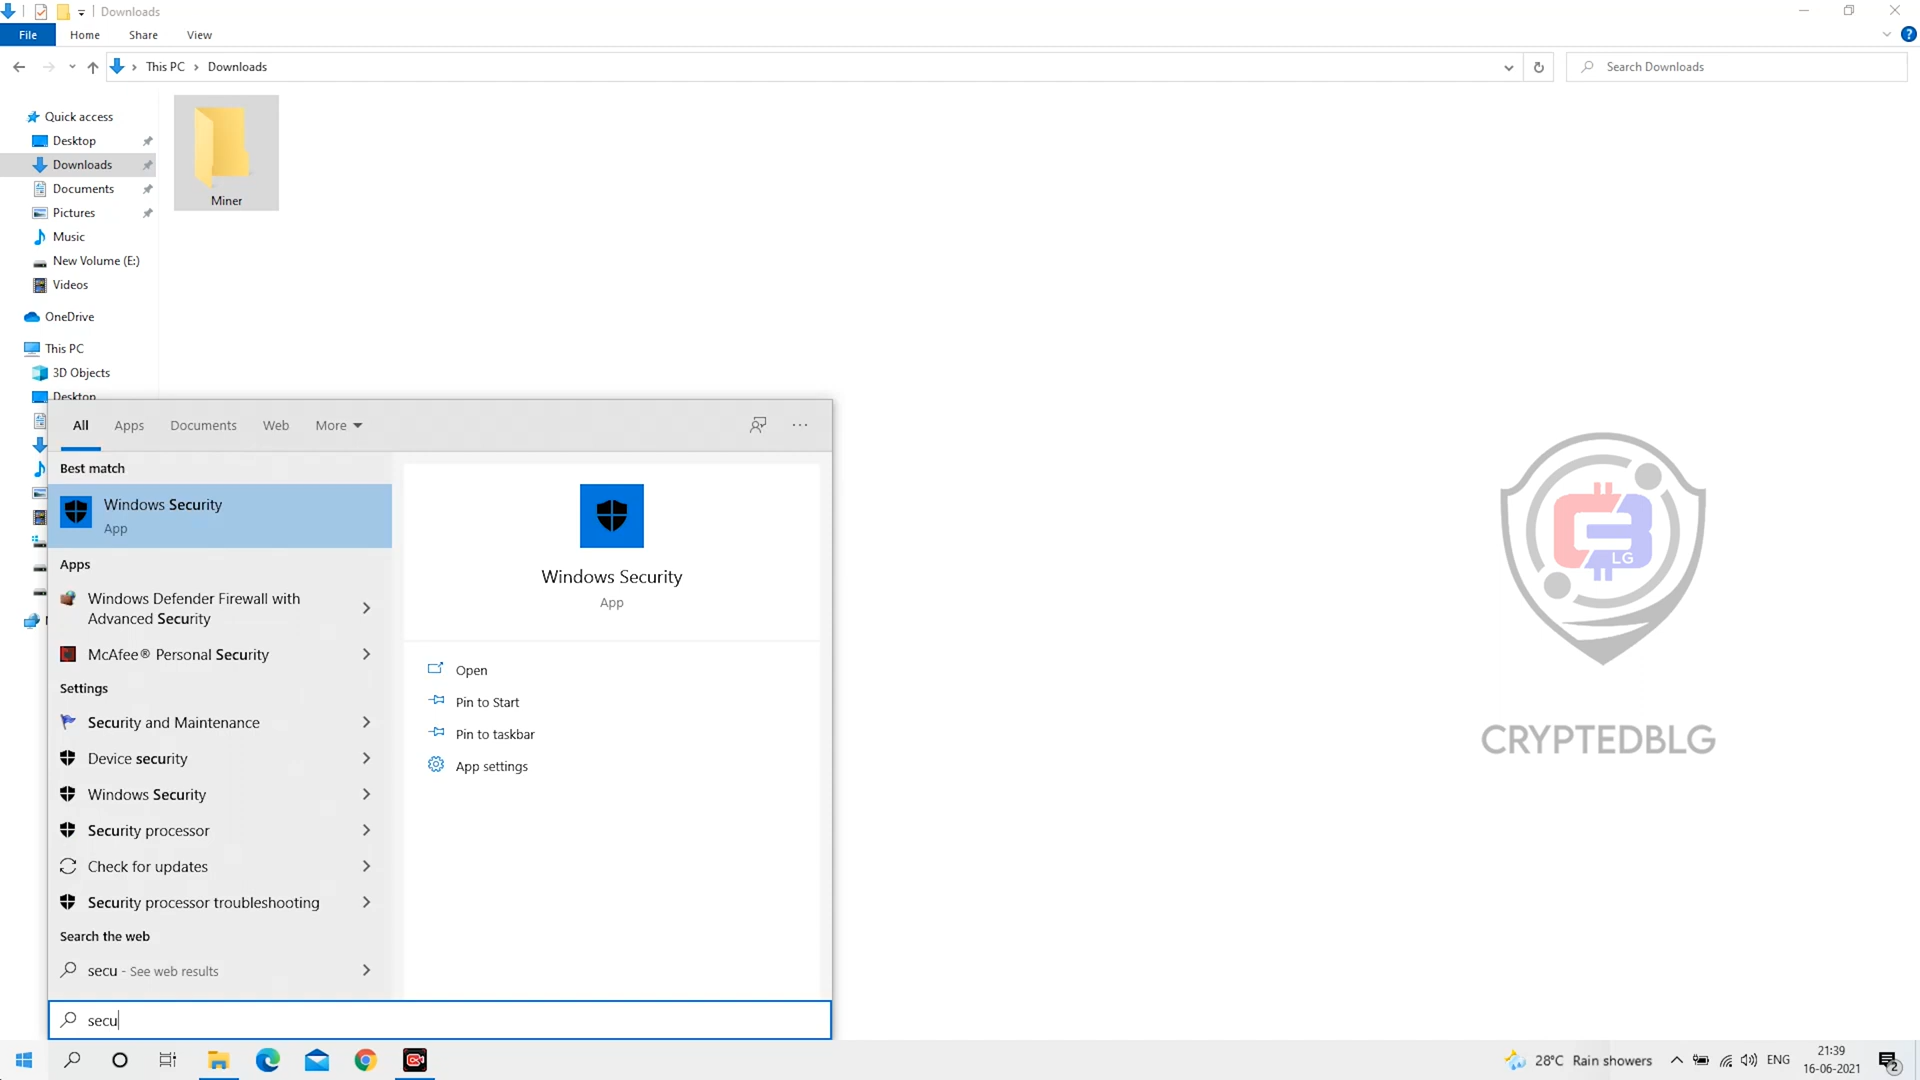 Downloads
File
Home
Share
View
This PC
Downloads
Search Downloads
Quick access
Desktop
Downloads
Documents
Pictures
Music
New Volume (E:)
Videos
OneDrive
This PC
3D Objects
Desktop
Miner
All
Apps
Documents
Web
More
Best match
Windows Security
App
Apps
Windows Defender Firewall with
Advanced Security
McAfee® Personal Security
Settings
Security and Maintenance
Device security
Windows Security
Security processor
Check for updates
Security processor troubleshooting
Search the web
secu - See web results
secu
Windows Security
App
Open
Pin to Start
Pin to taskbar
App settings
LG
CRYPTEDBLG
28°C Rain showers
ENG
21:39
16-06-2021
2